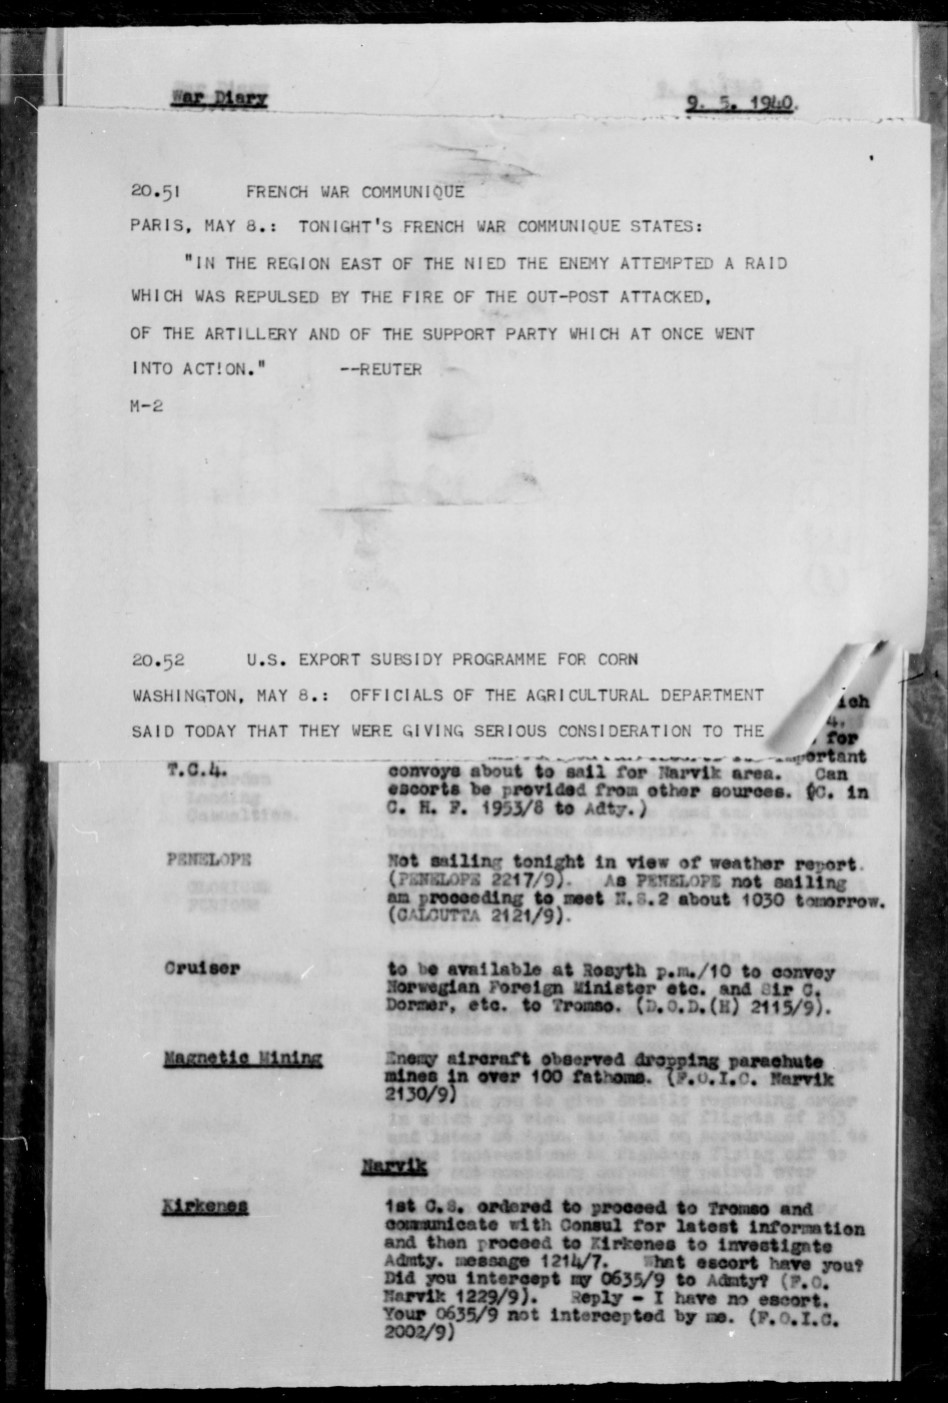 War Diary
9. 5. 1940.
20.51 FRENCH WAR COMMUNIQUE
PARIS, MAY 8.: TONIGHT'S FRENCH WAR COMMUNIQUE STATES:
"IN THE REGION EAST OF THE NIED THE ENEMY ATTEMPTED A RAID
WHICH WAS REPULSED BY THE FIRE OF THE OUT-POST ATTACKED,
OF THE ARTILLERY AND OF THE SUPPORT PARTY WHICH AT ONCE WENT
INTO ACT!ON." --REUTER
M-2
20.52 U.S. EXPORT SUBSIDY PROGRAMME FOR CORN
WASHINGTON, MAY 8.: OFFICIALS OF THE AGRICULTURAL DEPARTMENT
SAID TODAY THAT THEY WERE GIVING SERIOUS CONSIDERATION TO THE
ich
4.
for
portant
T.C.4. convoys about to sail for Narvik area. Can
escorts be provided from other sources. (C. in
C. H. F. 1953/8 to Adty.)
PENELOPE Not sailing tonight in view of weather report.
(PENELOPE 2217/9). As PENELOPE not sailing
am proceeding to meet N.S.2 about 1030 tomorrow.
(CALCUTTA 2121/9).
Cruiser to be available at Rosyth p.m./10 to convey
Norwegian Foreign Minister etc. and Sir C.
Dormer, etc. to Tromso. (D.O.D.(H) 2115/9).
Magnetic Mining Enemy aircraft observed dropping parachute
mines in over 100 fathoms. (F.O.I.C. Narvik
2130/9)
Narvik
Kirkenes 1st C.S. ordered to proceed to Tromso and
communicate with Consul for latest information
and then proceed to Kirkenes to investigate
Admty. message 1214/7. What escort have you?
Did you intercept my 0635/9 to Admty? (F.O.
Narvik 1229/9). Reply - I have no escort.
Your 0635/9 not intercepted by me. (F.O.I.C.
2002/9)